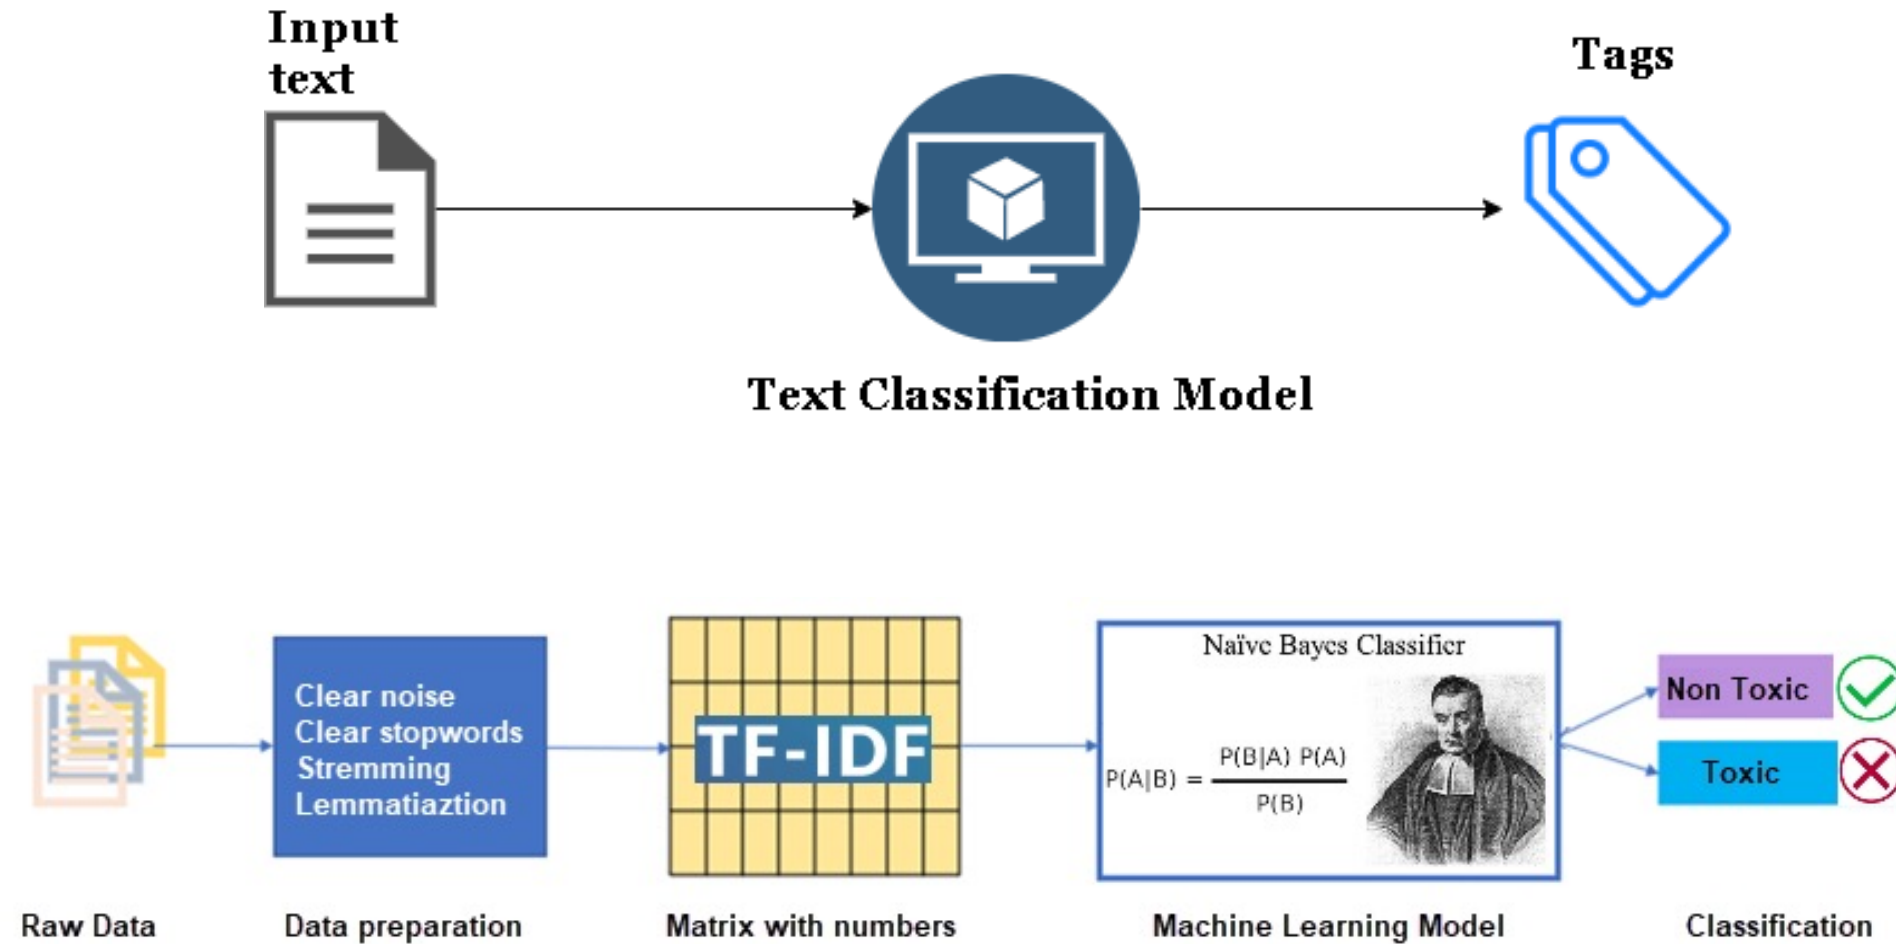 Input
text
Tags
Text Classification Model
Clear noise
Clear stopwords
Stremming
Lemmatiaztion
TF-IDF
Naïve Bayes Classifier
P(A|B) = P(B|A) P(A)
P(B)
Non Toxic
Toxic
Raw Data
Data preparation
Matrix with numbers
Machine Learning Model
Classification